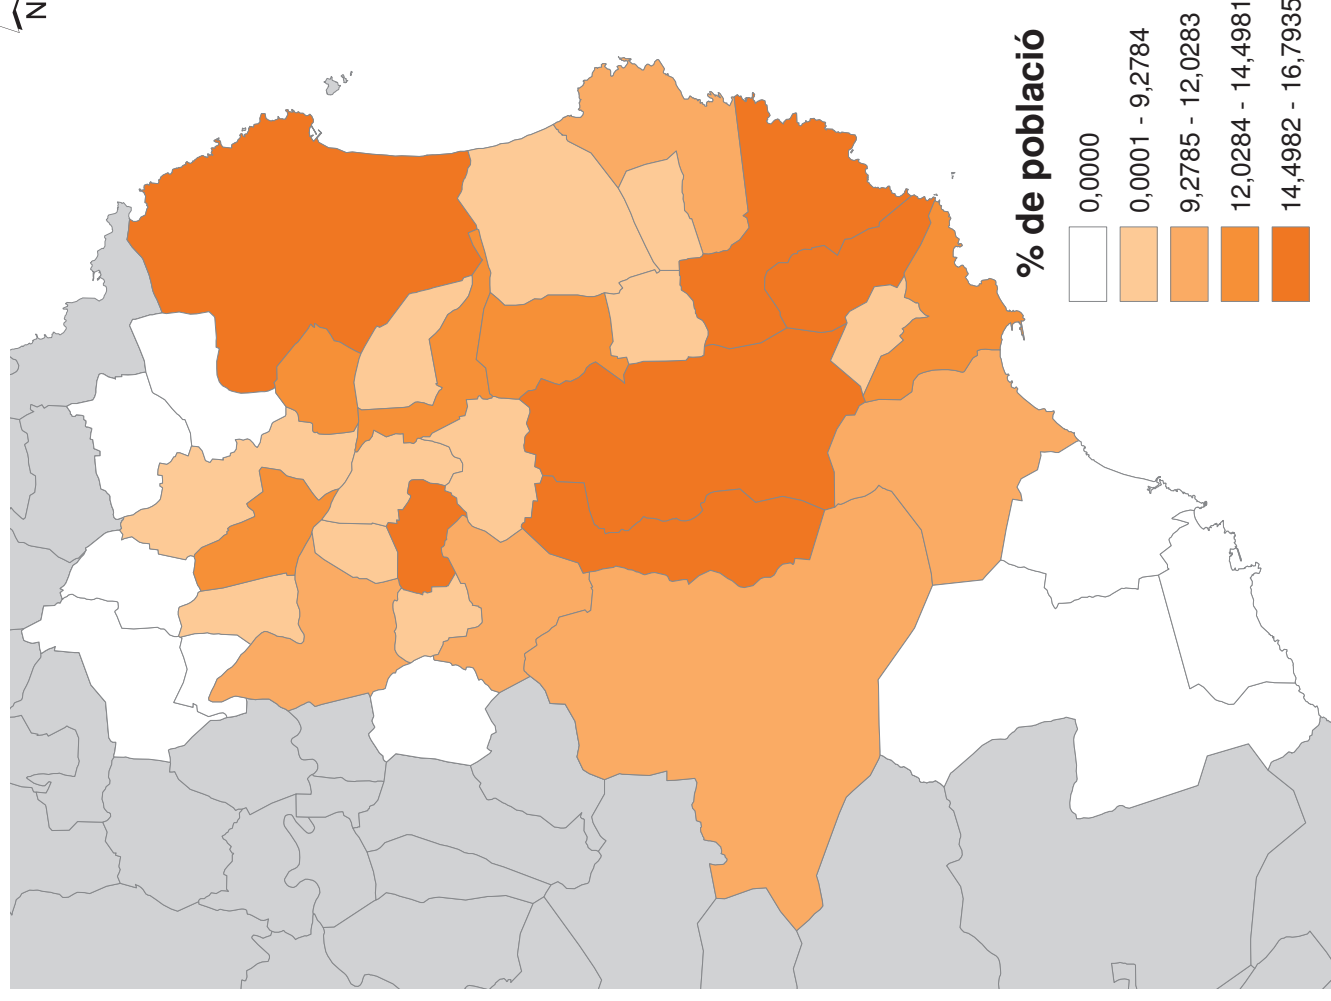 N
% de població
0,0000
0,0001 - 9,2784
9,2785 - 12,0283
12,0284 - 14,4981
14,4982 - 16,7935